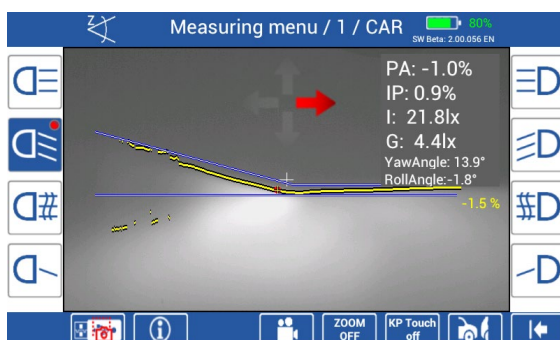 Z
Measuring menu / 1 / CAR
80%
SW Beta: 2.00.056 EN
PA: -1.0%
IP: 0.9%
I: 21.8lx
G: 4.4lx
YawAngle: 13.9°
RollAngle:-1.8°
-1.5 %
ZOOM
OFF
KP Touch
off